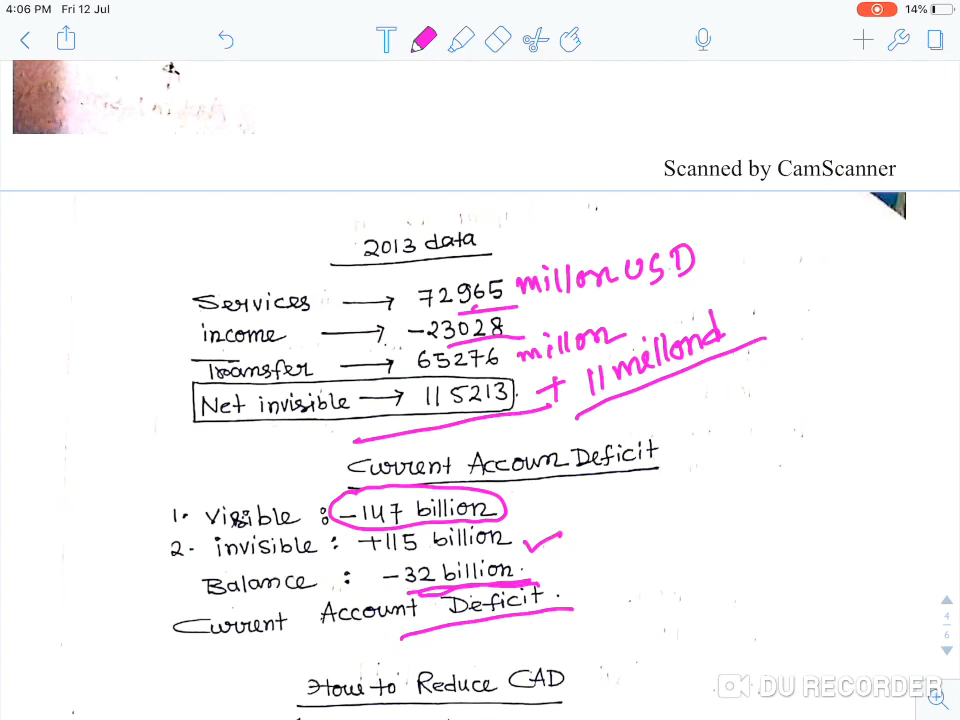 4:06 PM Fri 12 Jul 14%
T
Scanned by CamScanner
2013 data
Services → 72965 millon USD
income → -23028
Transfer → 65276 millon
Net invisible → 115213 + 11 millond
Current Accoun Deficit
1. Visible : -147 billion
2. invisible : +115 billion
Balance : -32 billion.
Current Account Deficit.
How to Reduce CAD
4
6
DU RECORDER